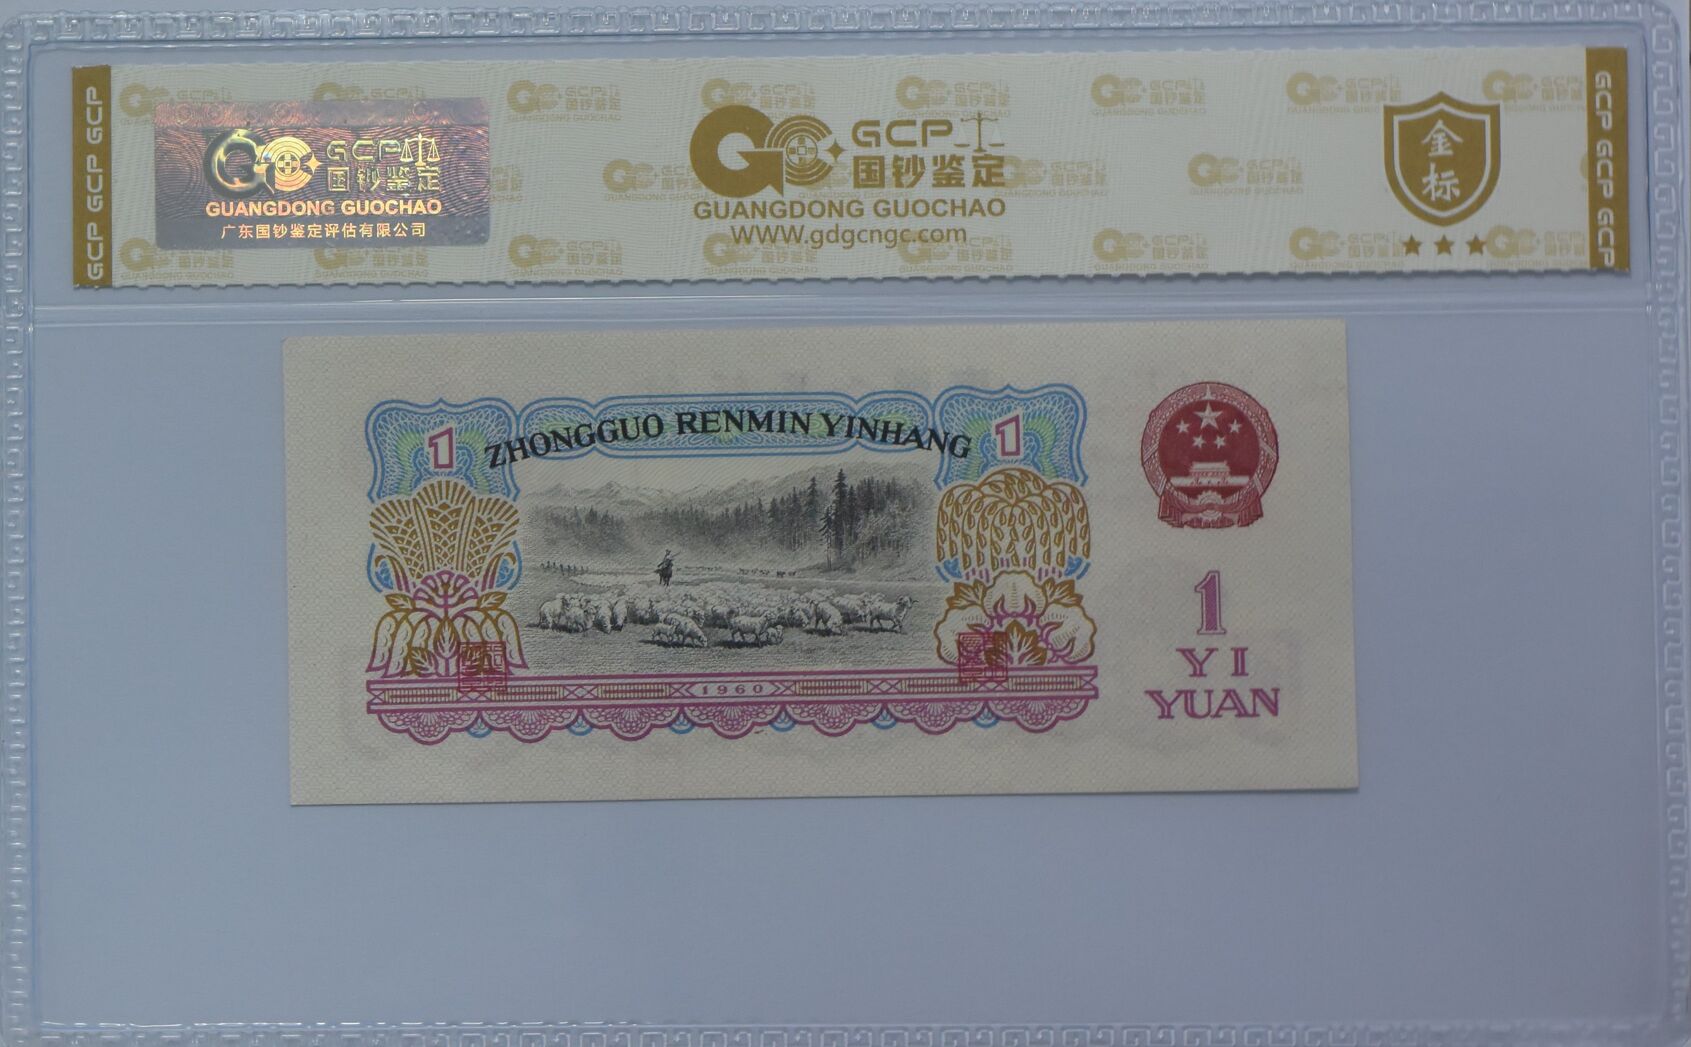 GCP GCP GCP
GCP
国钞鉴定
GUANGDONG GUOCHAO
广东国钞鉴定评估有限公司
GCP
国钞鉴定
GUANGDONG GUOCHAO
www.gdgcngc.com
金标
GCP GCP GCP
1
ZHONGGUO RENMIN YINHANG
1
1
YI
YUAN
1960